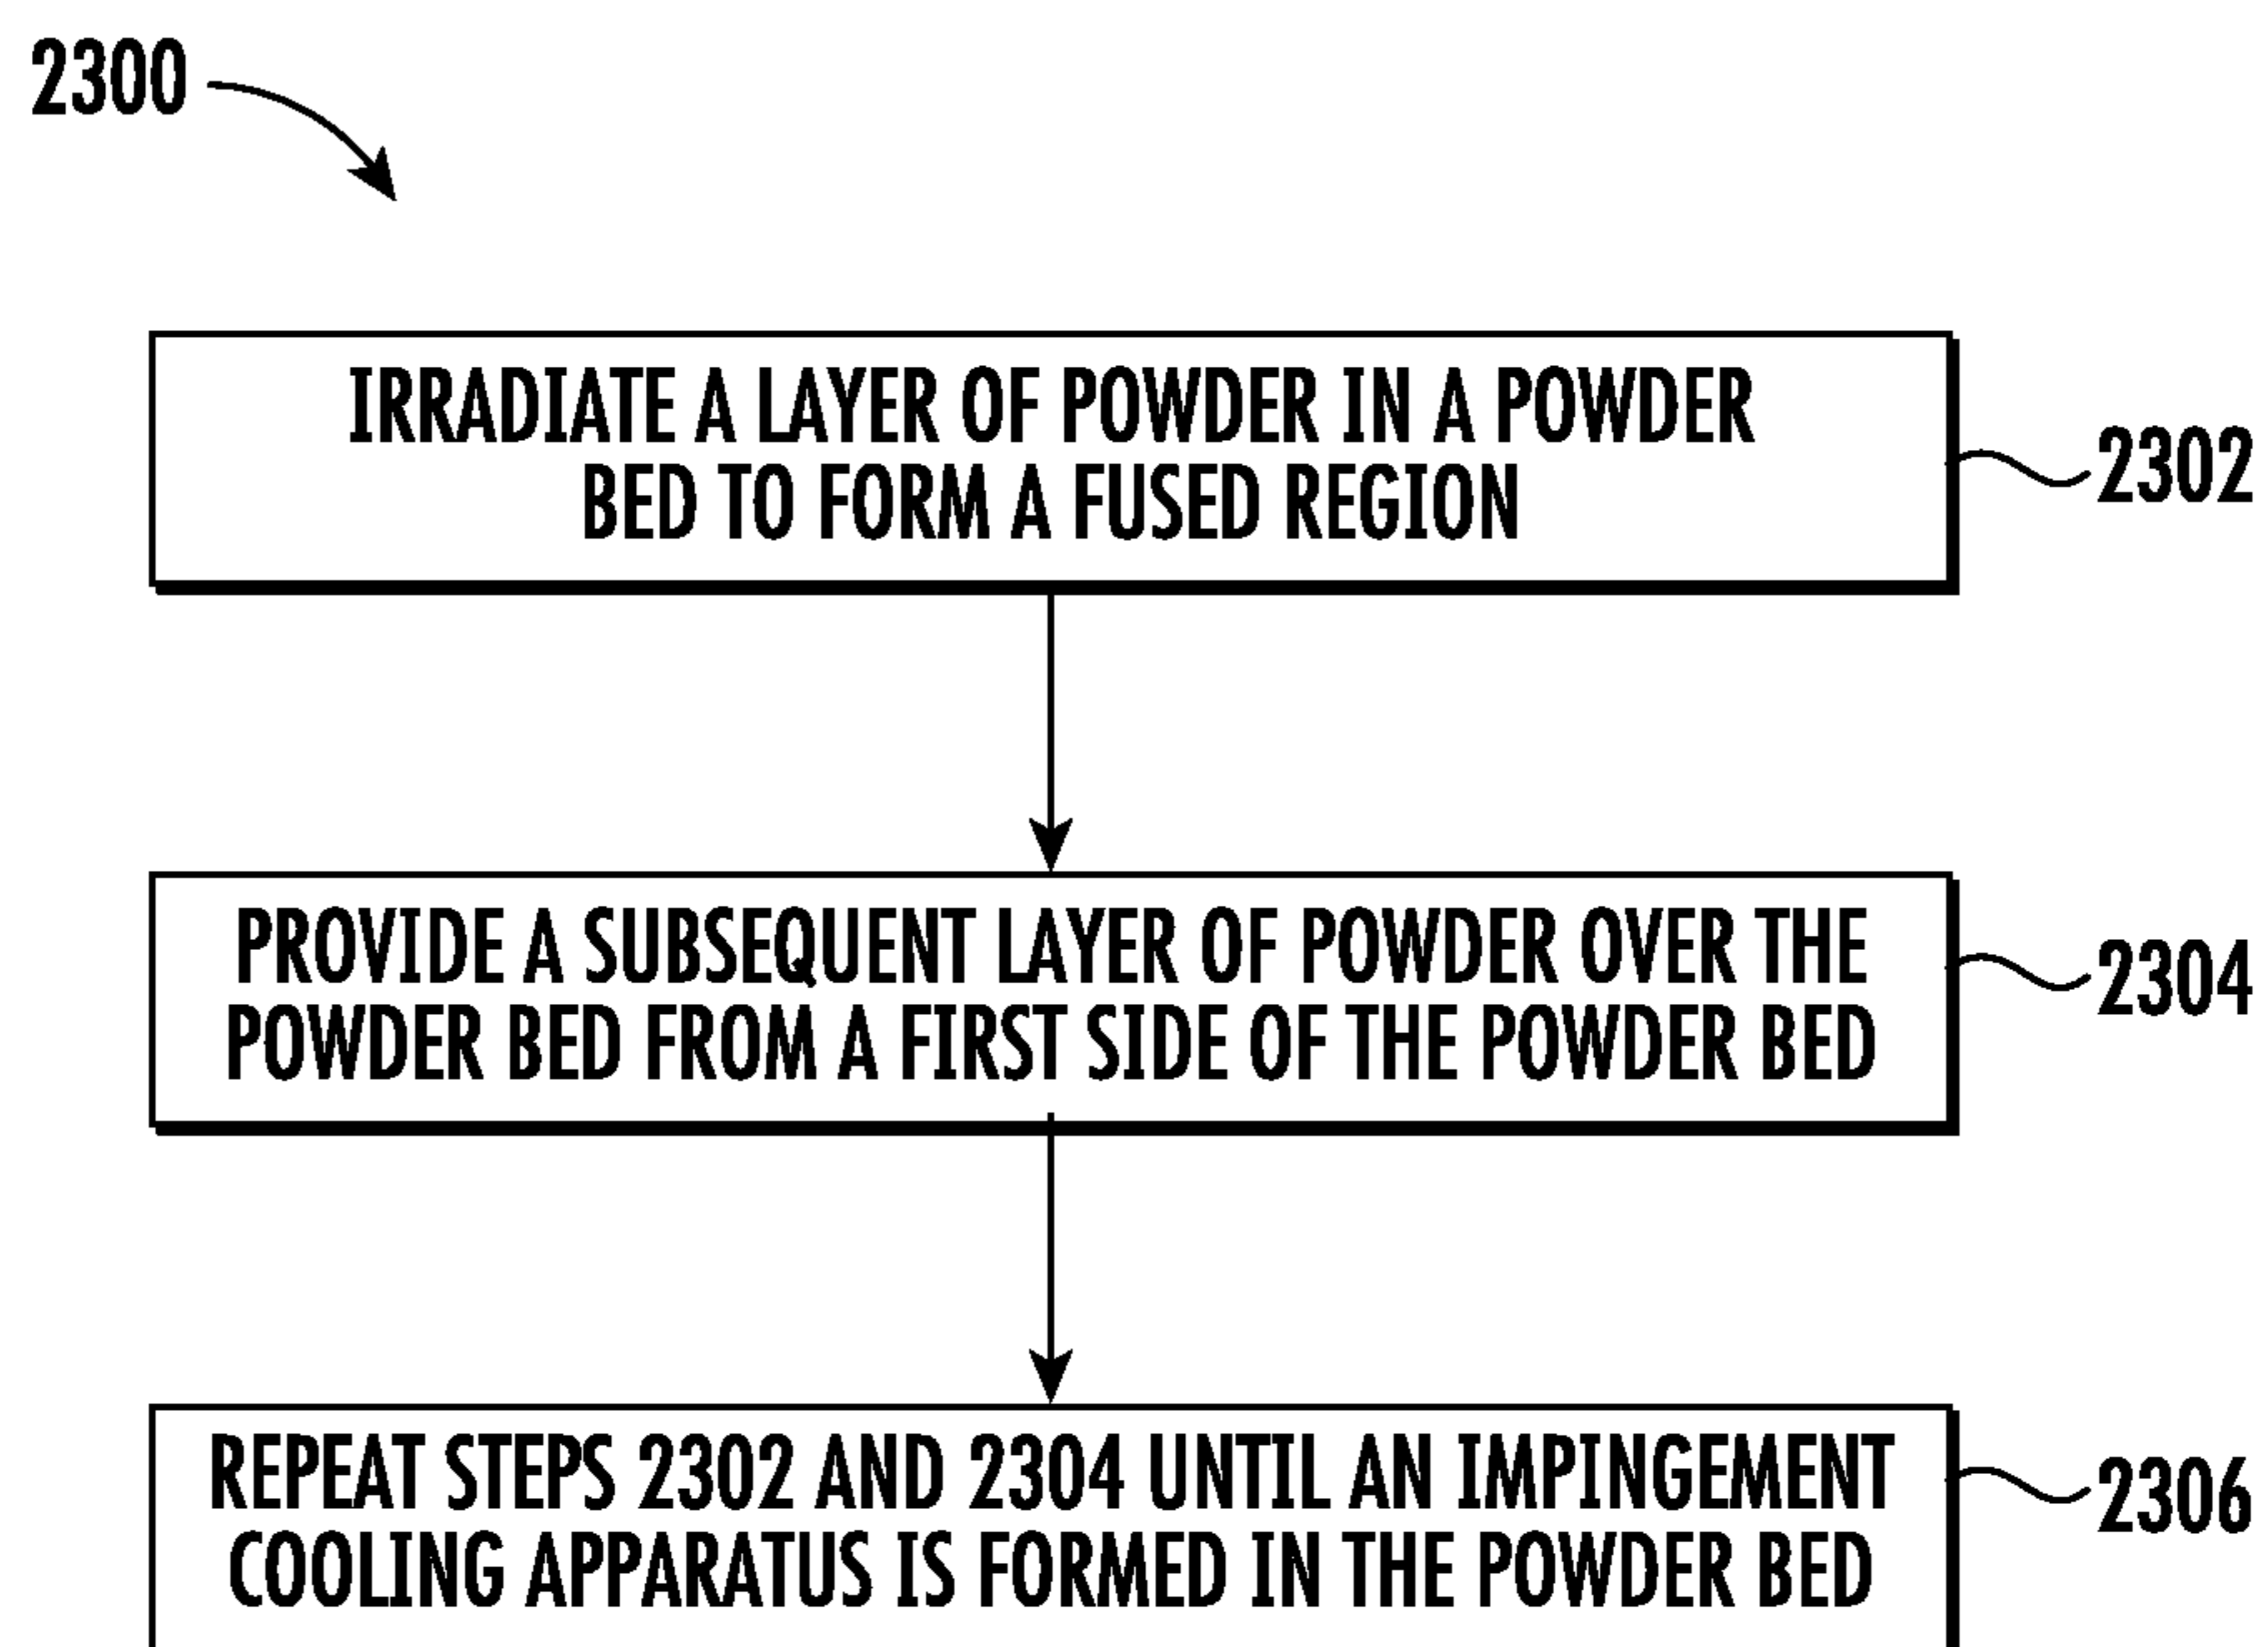 2300
IRRADIATE A LAYER OF POWDER IN A POWDER
BED TO FORM A FUSED REGION
2302
PROVIDE A SUBSEQUENT LAYER OF POWDER OVER THE
POWDER BED FROM A FIRST SIDE OF THE POWDER BED
2304
REPEAT STEPS 2302 AND 2304 UNTIL AN IMPINGEMENT
COOLING APPARATUS IS FORMED IN THE POWDER BED
2306